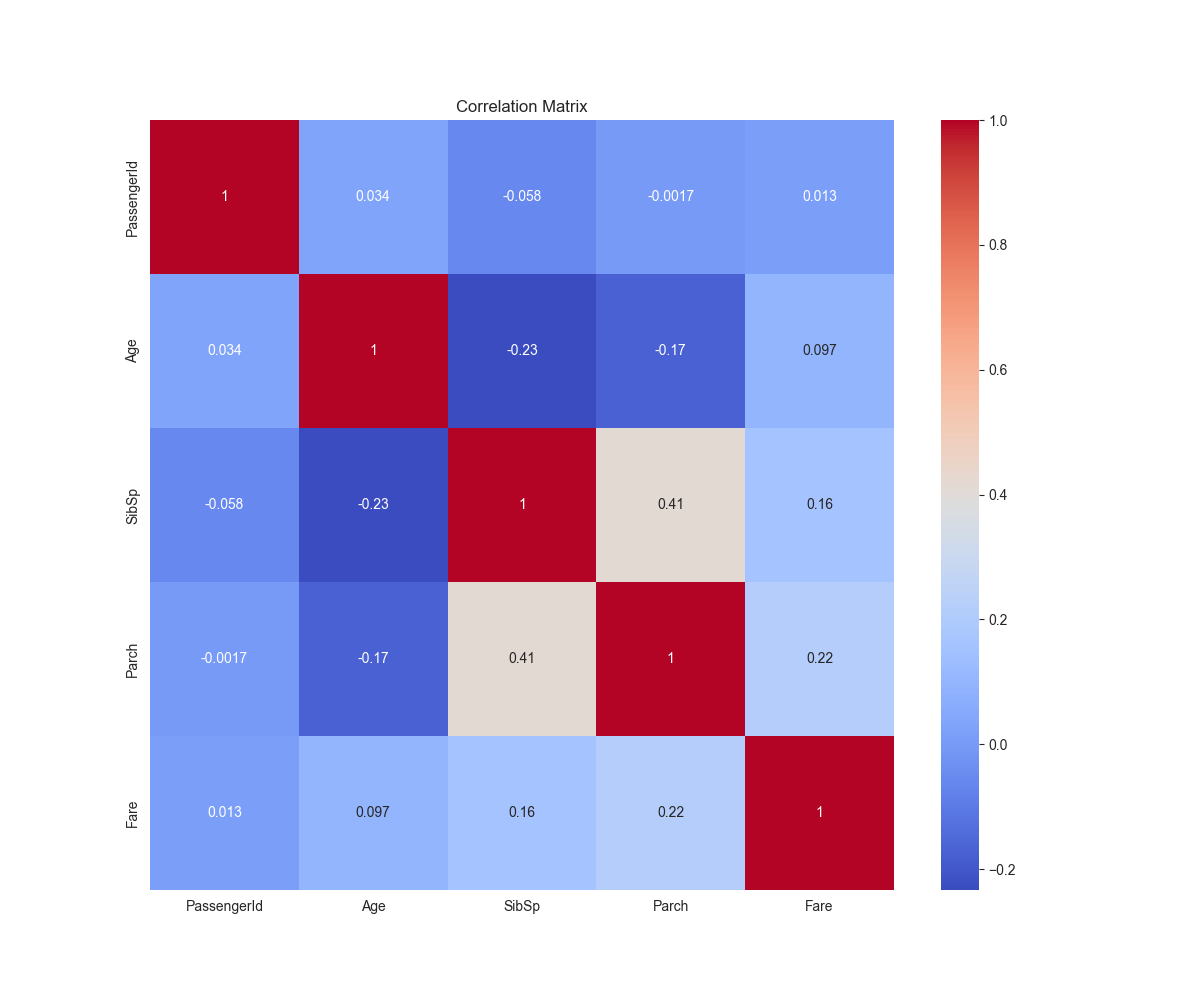 Correlation Matrix
PassengerId 1 0.034 -0.058 -0.0017 0.013
Age 0.034 1 -0.23 -0.17 0.097
SibSp -0.058 -0.23 1 0.41 0.16
Parch -0.0017 -0.17 0.41 1 0.22
Fare 0.013 0.097 0.16 0.22 1
PassengerId Age SibSp Parch Fare
1.0
0.8
0.6
0.4
0.2
0.0
−0.2